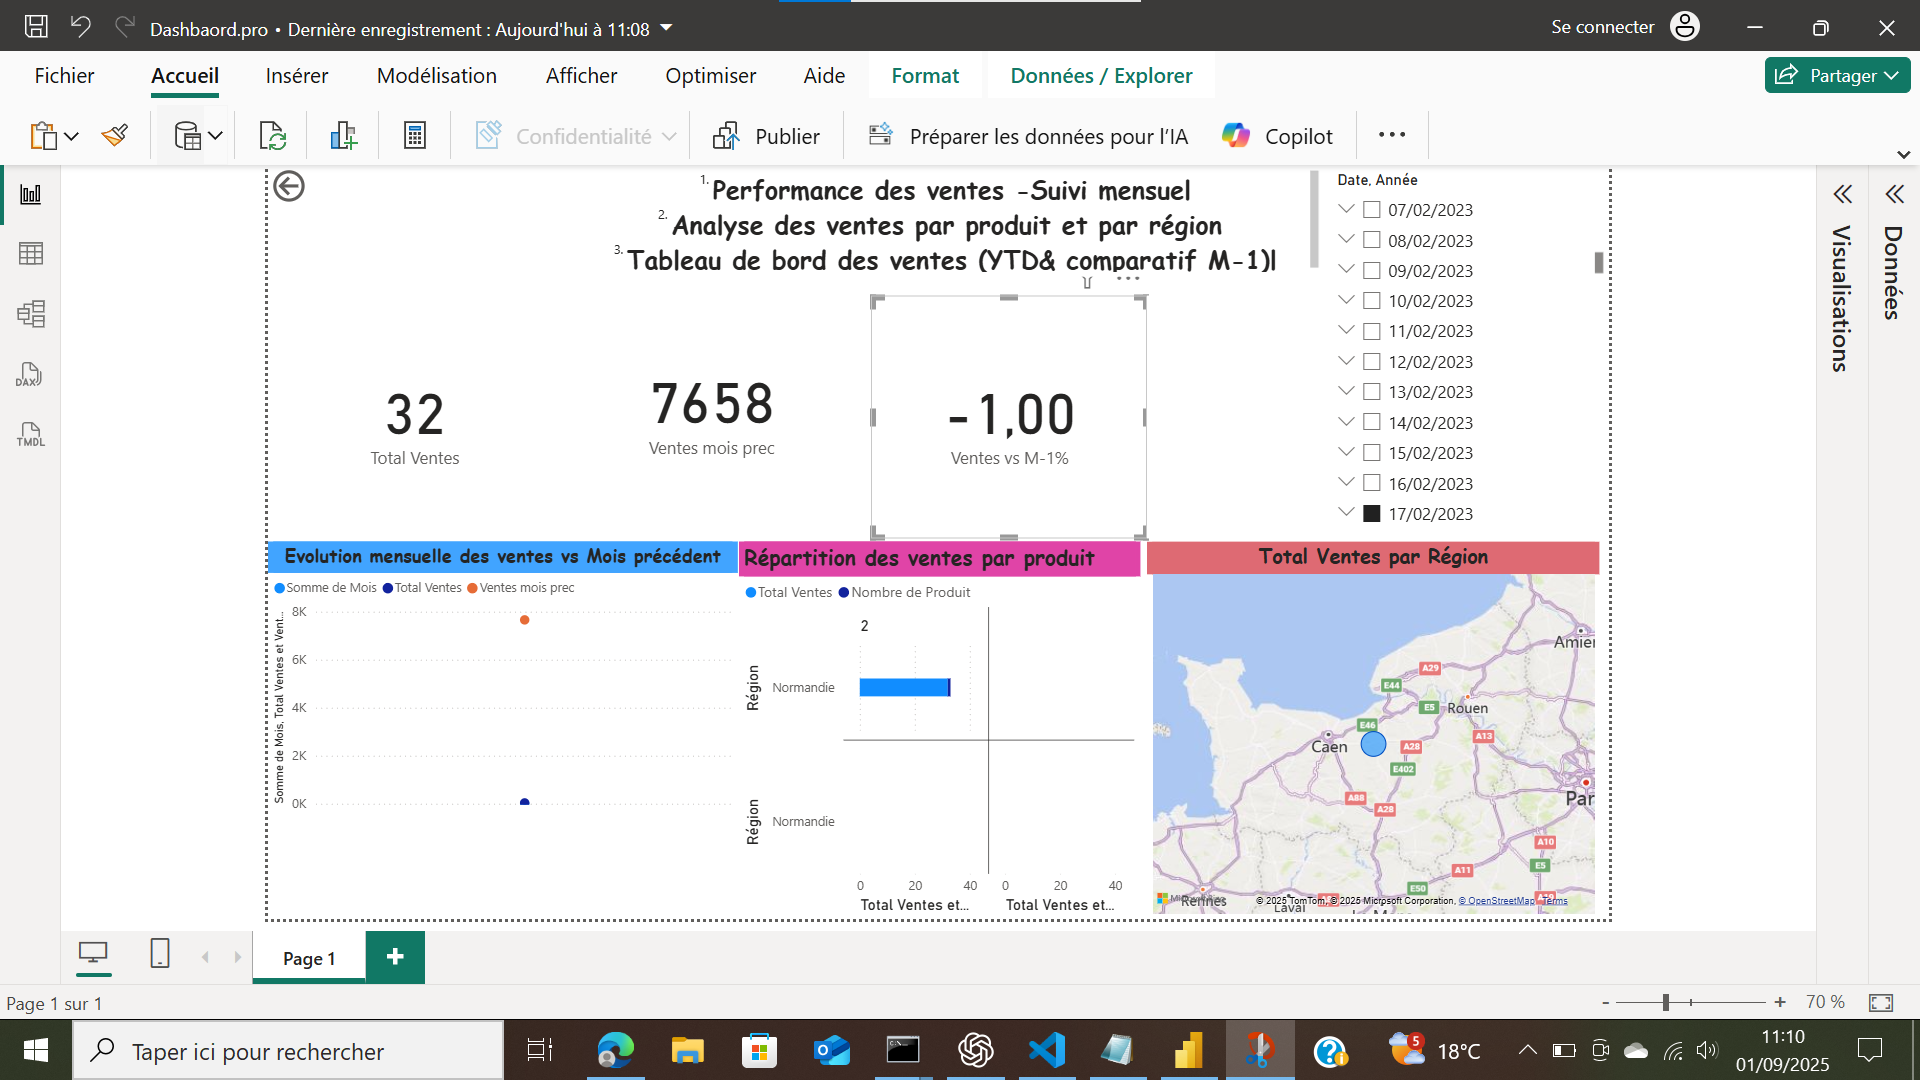 Dashbaord.pro • Dernière enregistrement : Aujourd'hui à 11:08
Se connecter
Fichier
Accueil
Insérer
Modélisation
Afficher
Optimiser
Aide
Format
Données / Explorer
Partager
Confidentialité
Publier
Préparer les données pour l’IA
Copilot
1. Performance des ventes -Suivi mensuel
2. Analyse des ventes par produit et par région
3. Tableau de bord des ventes (YTD& comparatif M-1)
Date, Année
07/02/2023
08/02/2023
09/02/2023
10/02/2023
11/02/2023
12/02/2023
13/02/2023
14/02/2023
15/02/2023
16/02/2023
17/02/2023
Visualisations
Données
DAX
TMDL
32
Total Ventes
7658
Ventes mois prec
-1,00
Ventes vs M-1%
Evolution mensuelle des ventes vs Mois précédent
Somme de Mois Total Ventes Ventes mois prec
Somme de Mois, Total Ventes et Vent...
8K
6K
4K
2K
0K
Répartition des ventes par produit
Total Ventes Nombre de Produit
2
Région
Normandie
Région
Normandie
0 20 40 0 20 40
Total Ventes et... Total Ventes et...
Total Ventes par Région
Amie
A29
E44
E5
Rouen
E46
A13
Caen
A28
E402
Par
A88
A28
A10
E5
A11
E50
Rennes
Laval
© 2025 TomTom, © 2025 Microsoft Corporation, © OpenStreetMap Terms
Page 1
Page 1 sur 1
- + 70 %
Taper ici pour rechercher
5
18°C
11:10
01/09/2025